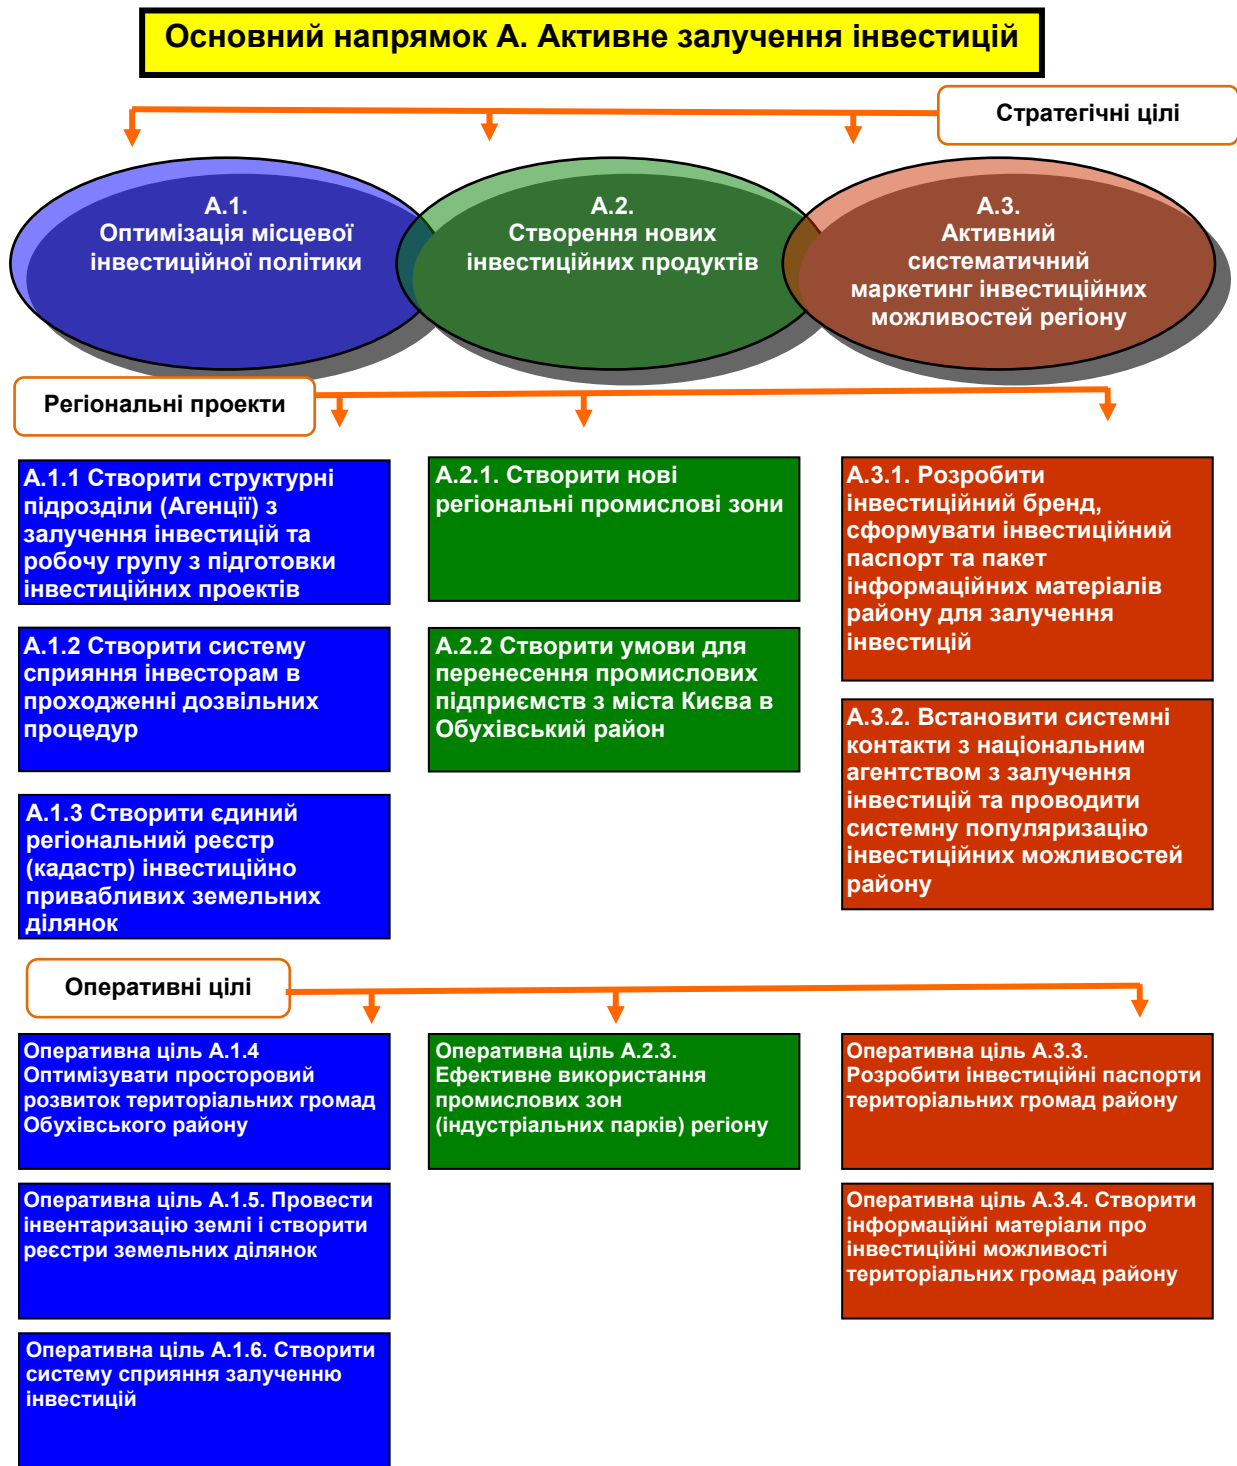 Основний напрямок А. Активне залучення інвестицій
Стратегічні цілі
А.1.
Оптимізація місцевої
інвестиційної політики
А.2.
Створення нових
інвестиційних продуктів
А.3.
Активний
систематичний
маркетинг інвестиційних
можливостей регіону
Регіональні проекти
А.1.1 Створити структурні
підрозділи (Агенції) з
залучення інвестицій та
робочу групу з підготовки
інвестиційних проектів
А.1.2 Створити систему
сприяння інвесторам в
проходженні дозвільних
процедур
А.1.3 Створити єдиний
регіональний реєстр
(кадастр) інвестиційно
привабливих земельних
ділянок
А.2.1. Створити нові
регіональні промислові зони
А.2.2 Створити умови для
перенесення промислових
підприємств з міста Києва в
Обухівський район
А.3.1. Розробити
інвестиційний бренд,
сформувати інвестиційний
паспорт та пакет
інформаційних матеріалів
району для залучення
інвестицій
А.3.2. Встановити системні
контакти з національним
агентством з залучення
інвестицій та проводити
системну популяризацію
інвестиційних можливостей
району
Оперативні цілі
Оперативна ціль А.1.4
Оптимізувати просторовий
розвиток територіальних громад
Обухівського району
Оперативна ціль А.1.5. Провести
інвентаризацію землі і створити
реєстри земельних ділянок
Оперативна ціль А.1.6. Створити
систему сприяння залученню
інвестицій
Оперативна ціль А.2.3.
Ефективне використання
промислових зон
(індустріальних парків) регіону
Оперативна ціль А.3.3.
Розробити інвестиційні паспорти
територіальних громад району
Оперативна ціль А.3.4. Створити
інформаційні матеріали про
інвестиційні можливості
територіальних громад району